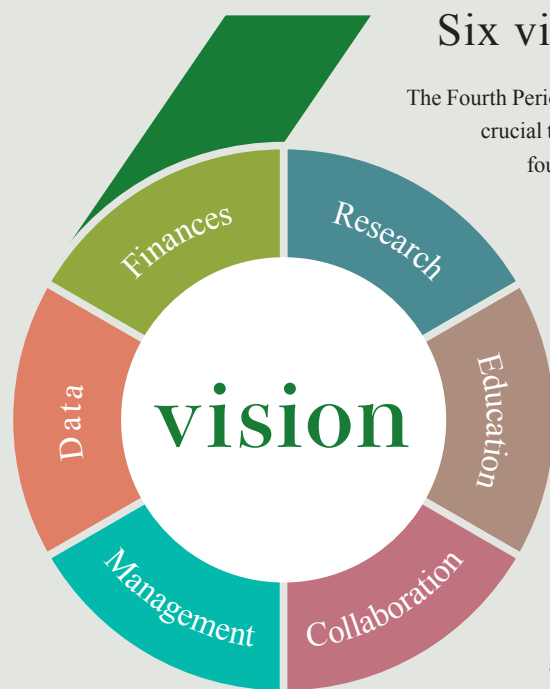 Six vi
The Fourth Peri
crucial t
fou
Finances
Research
Data
vision
Education
Management
Collaboration